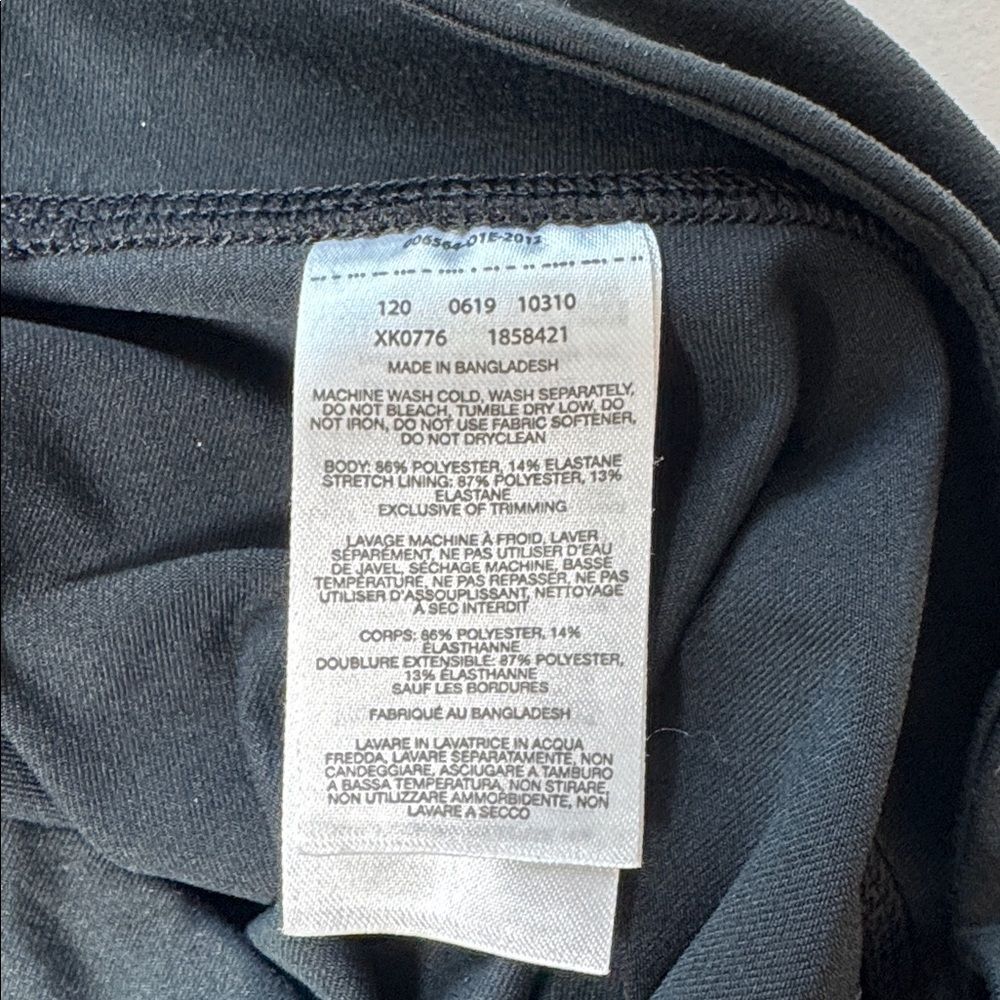 006564-01E-2012
120 0619 10310
XK0776 1858421
MADE IN BANGLADESH
MACHINE WASH COLD, WASH SEPARATELY,
DO NOT BLEACH, TUMBLE DRY LOW, DO
NOT IRON, DO NOT USE FABRIC SOFTENER,
DO NOT DRYCLEAN
BODY: 86% POLYESTER, 14% ELASTANE
STRETCH LINING: 87% POLYESTER, 13%
ELASTANE
EXCLUSIVE OF TRIMMING
LAVAGE MACHINE À FROID, LAVER
SÉPARÉMENT, NE PAS UTILISER D'EAU
DE JAVEL, SÉCHAGE MACHINE, BASSE
TEMPÉRATURE, NE PAS REPASSER, NE PAS
UTILISER D'ASSOUPLISSANT, NETTOYAGE
À SEC INTERDIT
CORPS: 86% POLYESTER, 14%
ÉLASTHANNE
DOUBLURE EXTENSIBLE: 87% POLYESTER,
13% ÉLASTHANNE
SAUF LES BORDURES
FABRIQUÉ AU BANGLADESH
LAVARE IN LAVATRICE IN ACQUA
FREDDA, LAVARE SEPARATAMENTE, NON
CANDEGGIARE, ASCIUGARE A TAMBURO
A BASSA TEMPERATURA, NON STIRARE,
NON UTILIZZARE AMMORBIDENTE, NON
LAVARE A SECCO